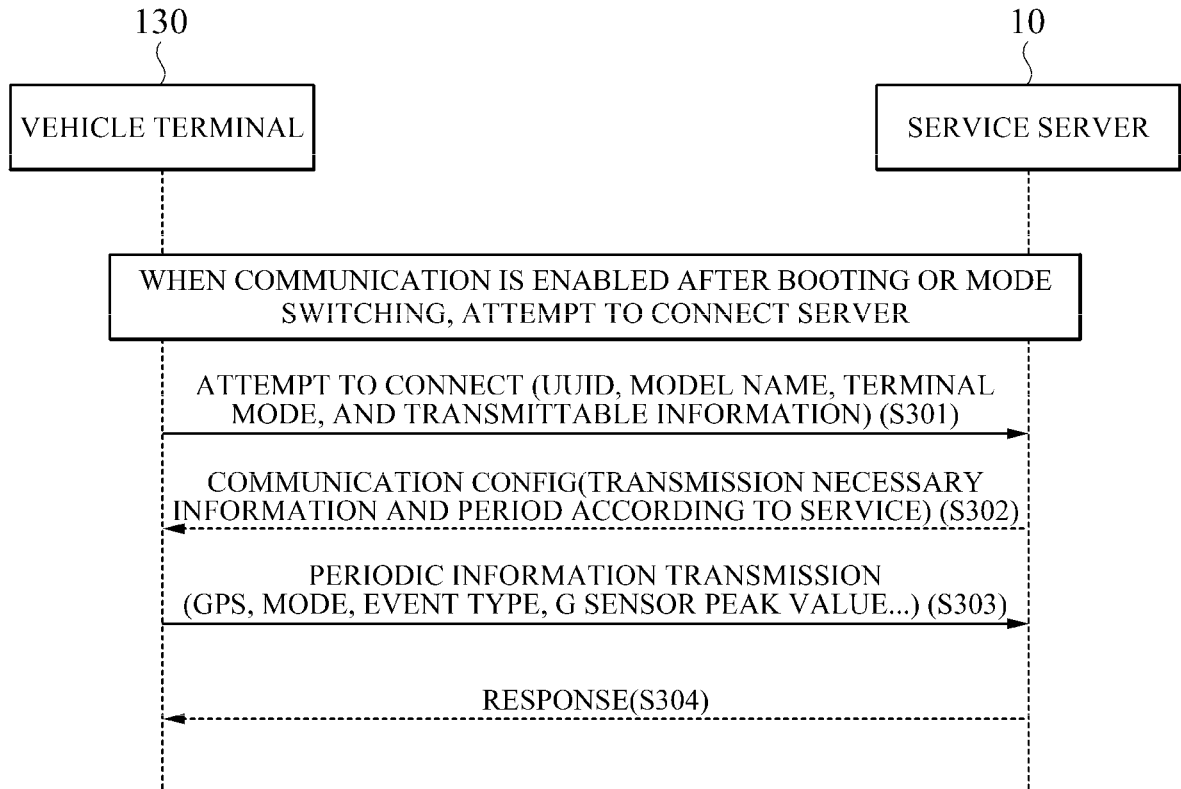 130
10
VEHICLE TERMINAL
SERVICE SERVER
WHEN COMMUNICATION IS ENABLED AFTER BOOTING OR MODE
SWITCHING, ATTEMPT TO CONNECT SERVER
ATTEMPT TO CONNECT (UUID, MODEL NAME, TERMINAL
MODE, AND TRANSMITTABLE INFORMATION) (S301)
COMMUNICATION CONFIG(TRANSMISSION NECESSARY
INFORMATION AND PERIOD ACCORDING TO SERVICE) (S302)
PERIODIC INFORMATION TRANSMISSION
(GPS, MODE, EVENT TYPE, G SENSOR PEAK VALUE...) (S303)
RESPONSE(S304)